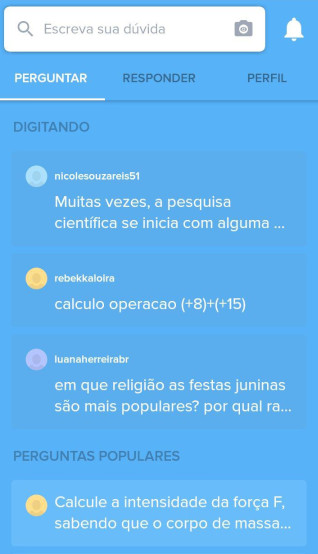 Escreva sua dúvida
PERGUNTAR RESPONDER PERFIL
DIGITANDO
nicolesouzareis51
Muitas vezes, a pesquisa
científica se inicia com alguma ...
rebekkaloira
calculo operacao (+8)+(+15)
luanaherreirabr
em que religião as festas juninas
são mais populares? por qual ra...
PERGUNTAS POPULARES
Calcule a intensidade da força F,
sabendo que o corpo de massa...